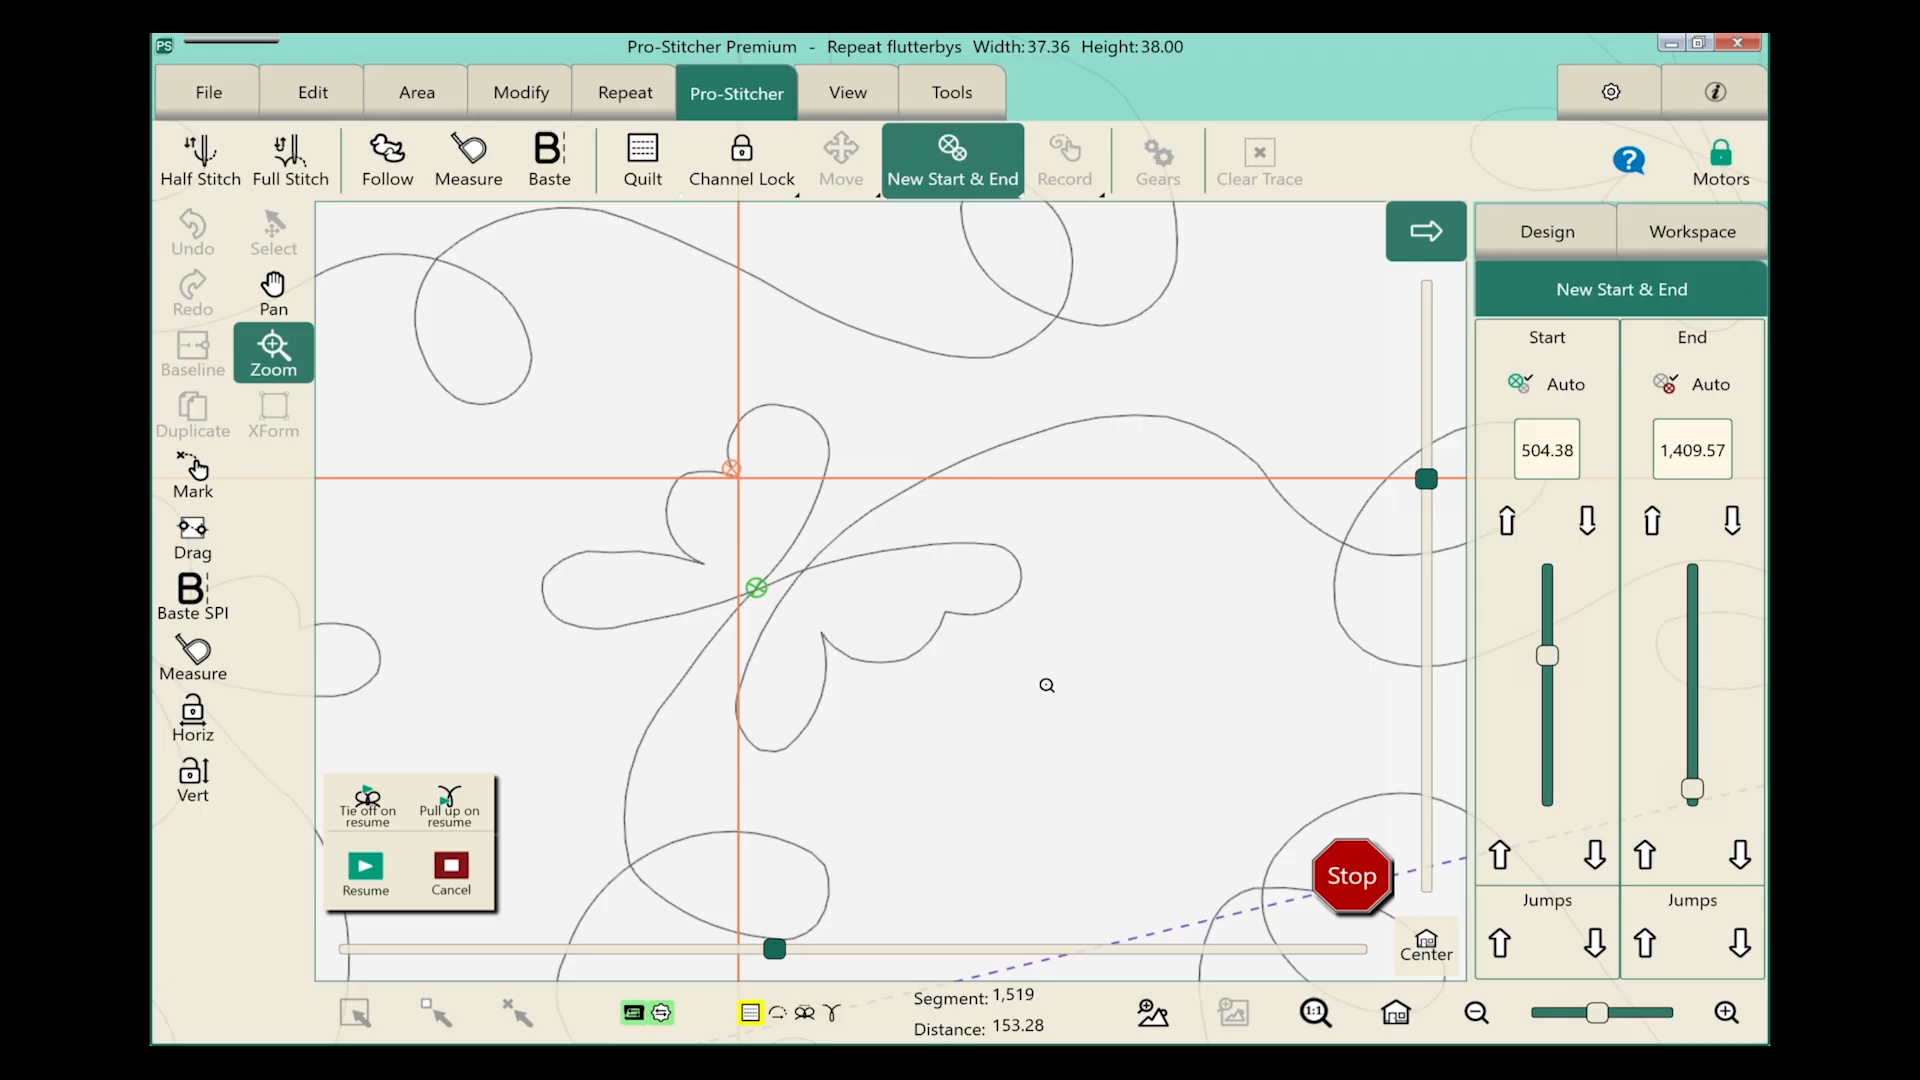 PS
Pro-Stitcher Premium - Repeat flutterbys Width:37.36 Height:38.00
File Edit Area Modify Repeat Pro-Stitcher View Tools
Half Stitch Full Stitch Follow Measure Baste Quilt Channel Lock Move New Start & End Record Gears Clear Trace Motors
Undo Select
Redo Pan
Baseline Zoom
Duplicate XForm
Mark
Drag
Baste SPI
Measure
Horiz
Vert
Tie off on resume
Pull up on resume
Resume Cancel
Stop
Center
Design Workspace
New Start & End
Start End
Auto Auto
504.38 1,409.57
Jumps Jumps
Segment: 1,519
Distance: 153.28
1:1